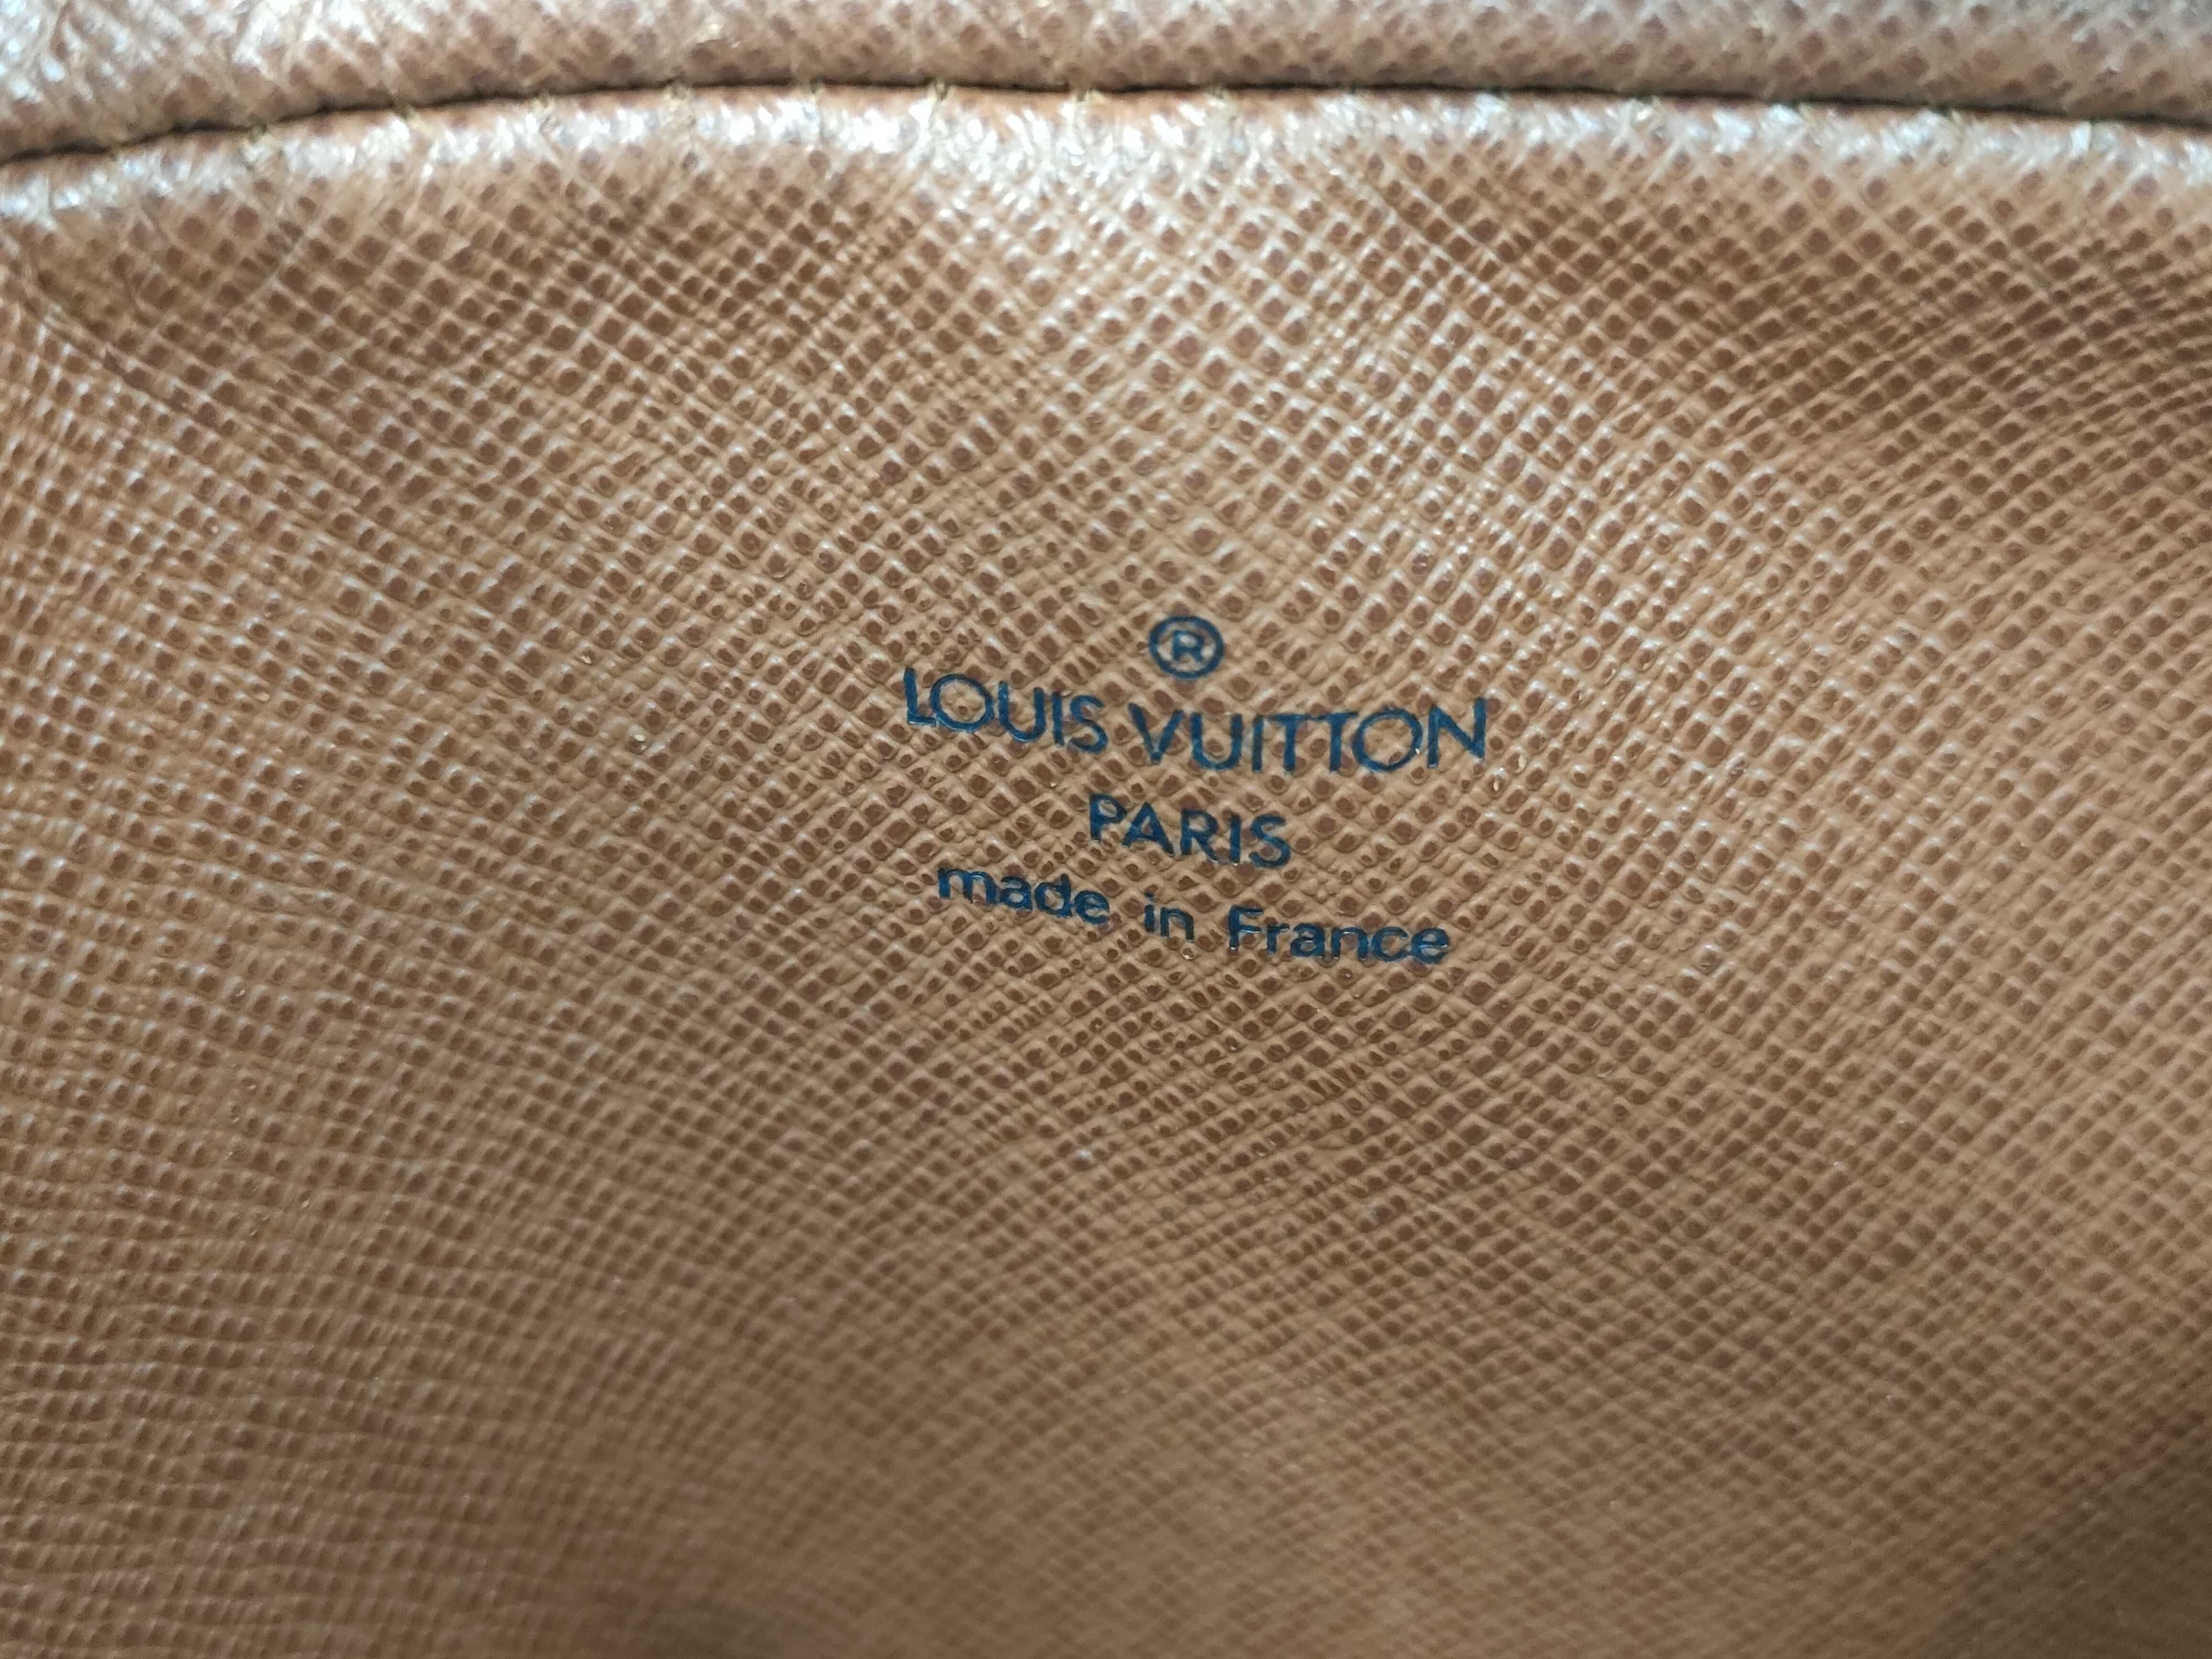 ®
LOUIS VUITTON
PARIS
made in France